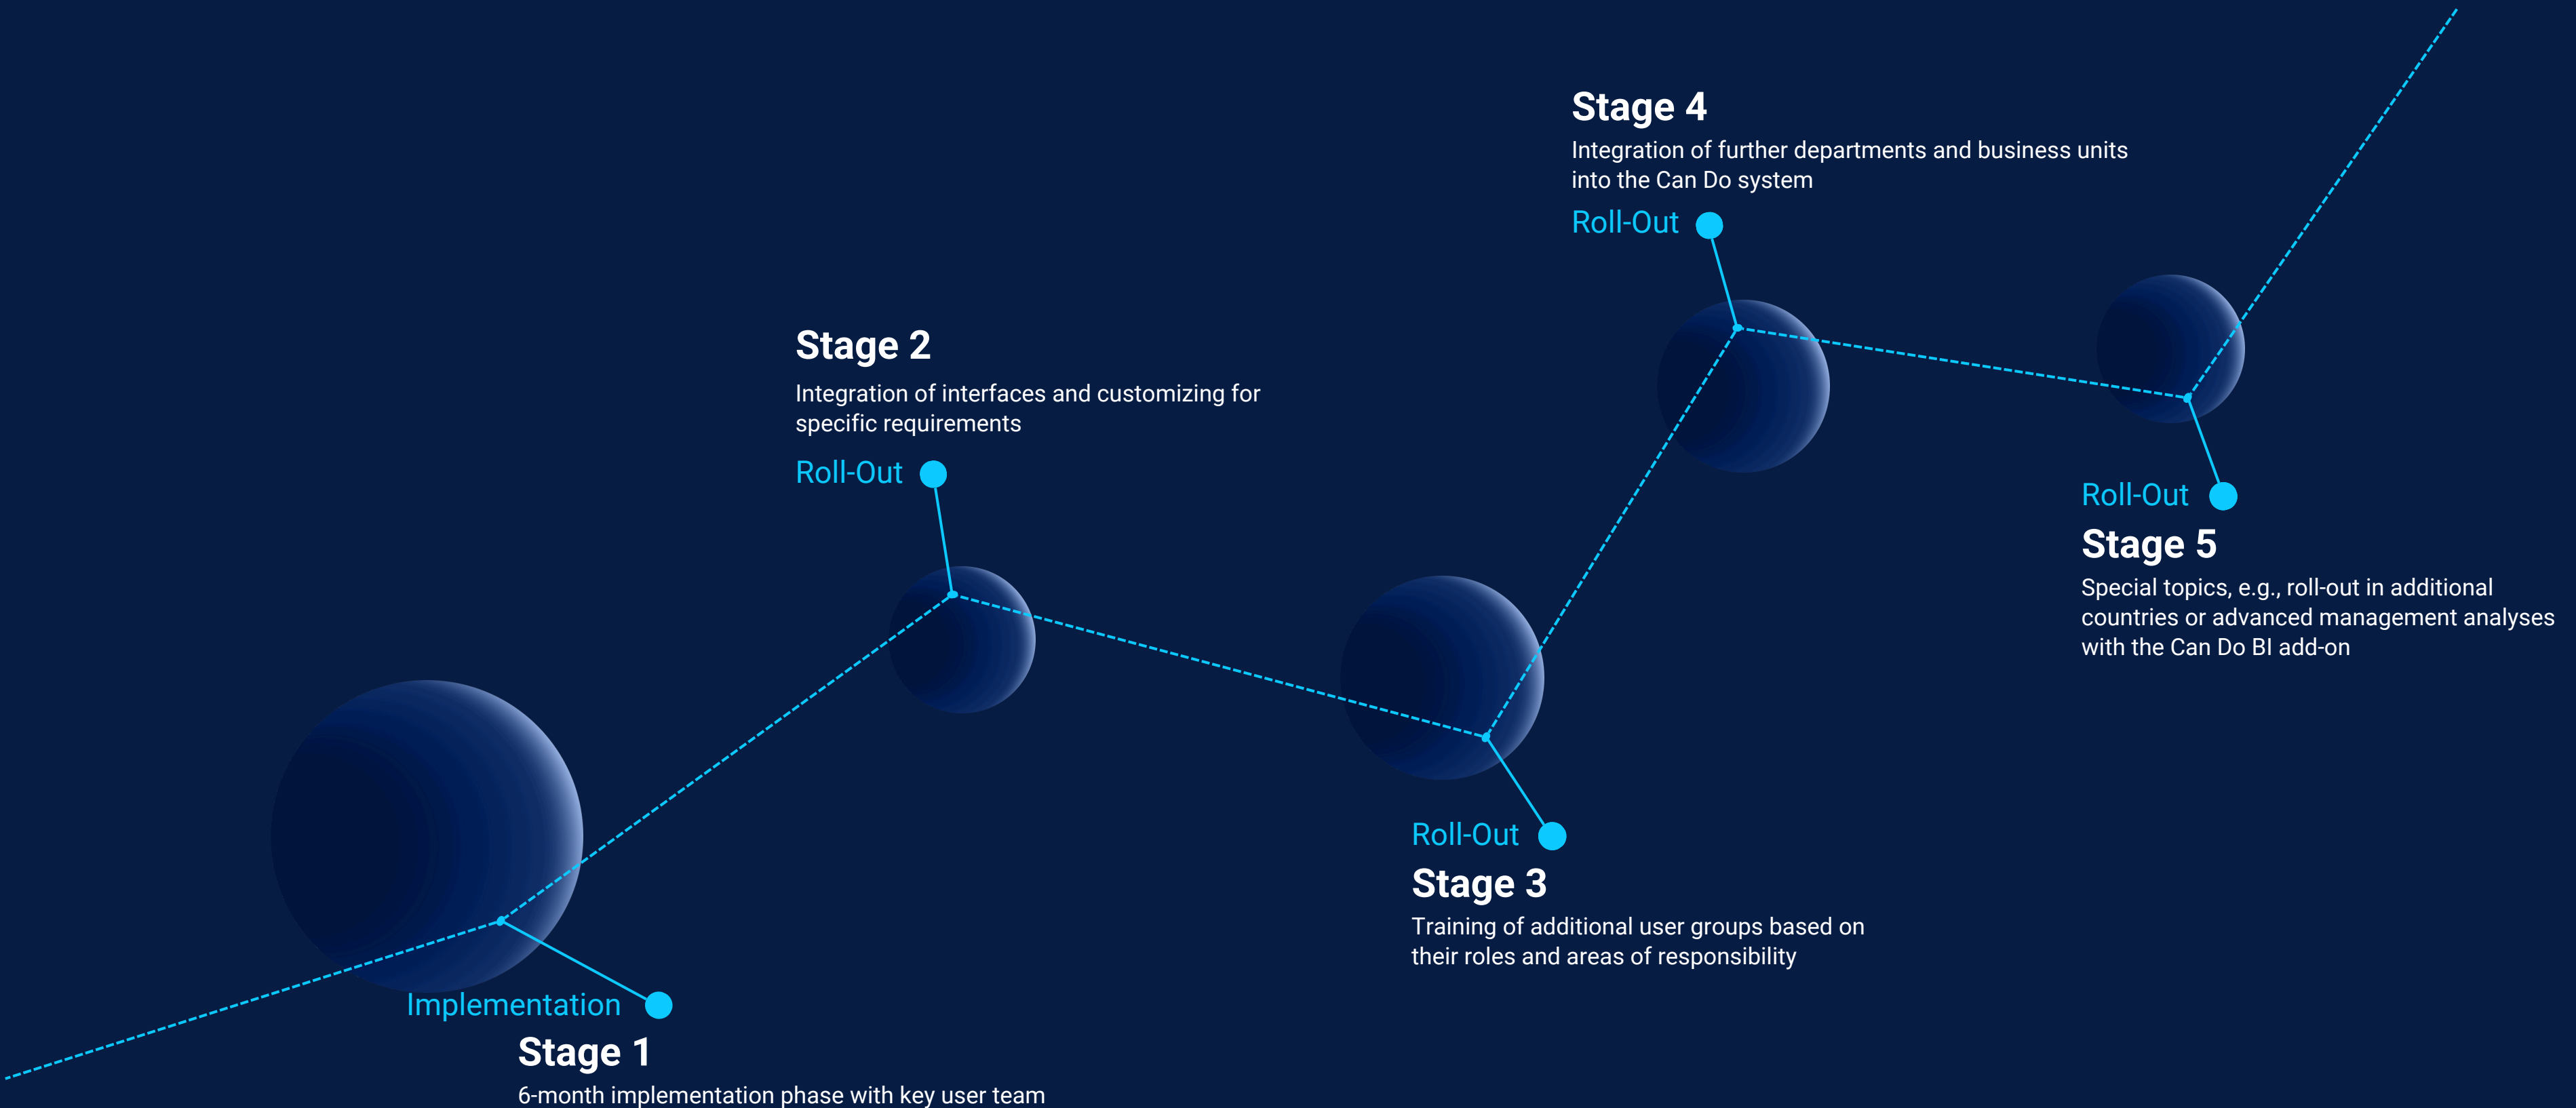 Implementation
Stage 1
6-month implementation phase with key user team
Stage 2
Integration of interfaces and customizing for
specific requirements
Roll-Out
Roll-Out
Stage 3
Training of additional user groups based on
their roles and areas of responsibility
Stage 4
Integration of further departments and business units
into the Can Do system
Roll-Out
Roll-Out
Stage 5
Special topics, e.g., roll-out in additional
countries or advanced management analyses
with the Can Do BI add-on